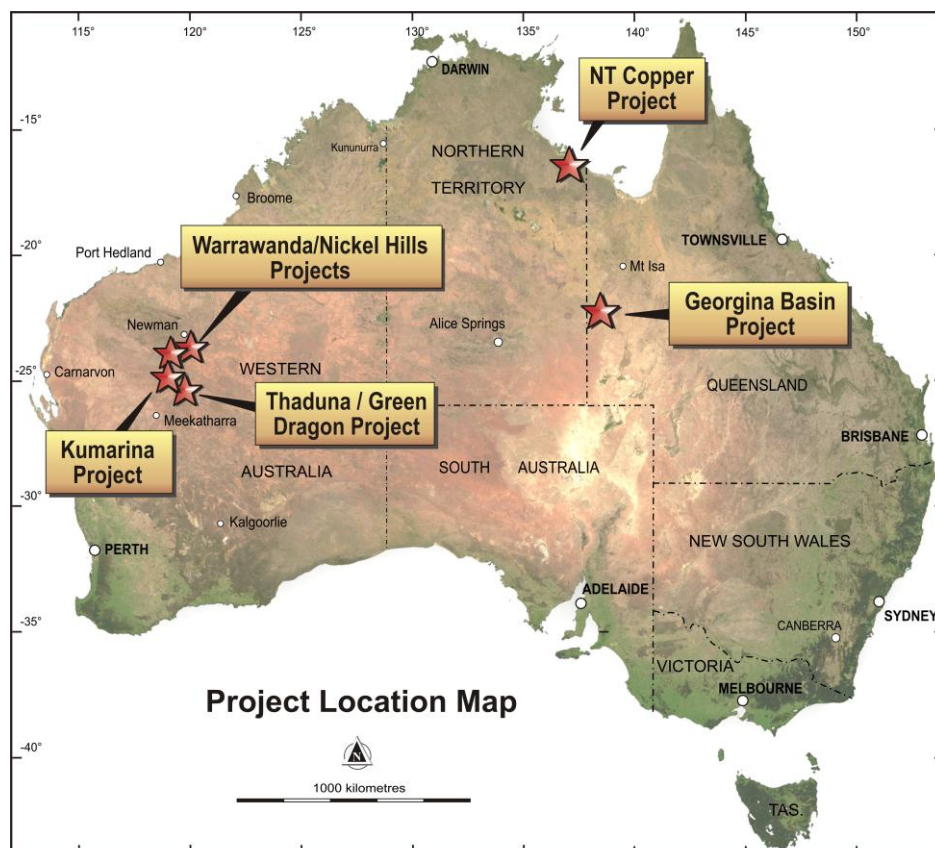 115°
120°
125°
130°
135°
140°
145°
150°
-15°
-20°
-25°
-30°
-35°
-40°
DARWIN
NT Copper
Project
Kununurra
NORTHERN
TERRITORY
Broome
Port Hedland
Warrawanda/Nickel Hills
Projects
TOWNSVILLE
Mt Isa
Georgina Basin
Project
Newman
Alice Springs
Carnarvon
WESTERN
QUEENSLAND
Meekatharra
Thaduna / Green
Dragon Project
Kumarina
Project
BRISBANE
AUSTRALIA
SOUTH AUSTRALIA
Kalgoorlie
PERTH
NEW SOUTH WALES
ADELAIDE
SYDNEY
CANBERRA
VICTORIA
MELBOURNE
Project Location Map
N
1000 kilometres
TAS.